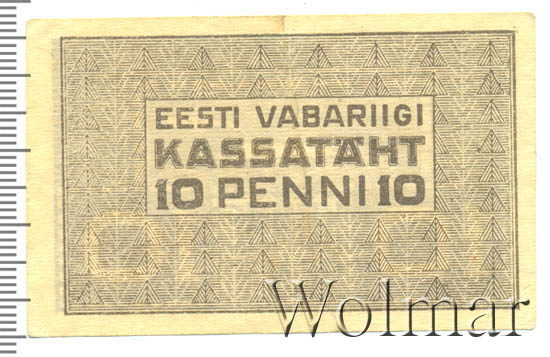 EESTI VABARIIGI
KASSATÄHT
10 PENNI 10
Wolmar